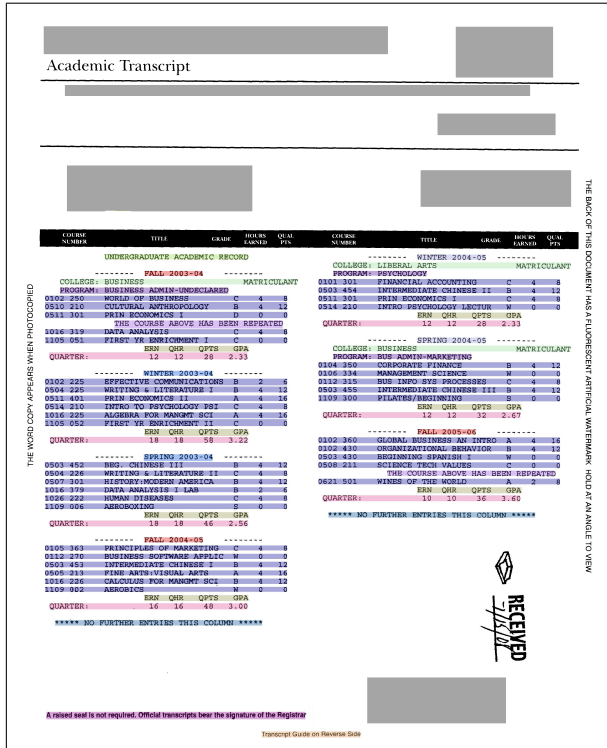 Academic Transcript
COURSE NUMBER TITLE GRADE HOURS EARNED QUAL PTS
UNDERGRADUATE ACADEMIC RECORD
-------- FALL 2003-04 --------
COLLEGE: BUSINESS MATRICULANT
PROGRAM: BUSINESS ADMIN-UNDECLARED
0102 250 WORLD OF BUSINESS C 4 8
0510 210 CULTURAL ANTHROPOLOGY B 4 12
0511 301 PRIN ECONOMICS I D 0 0
THE COURSE ABOVE HAS BEEN REPEATED
1016 319 DATA ANALYSIS C 4 8
1105 051 FIRST YR ENRICHMENT I C 0 0
ERN QHR QPTS GPA
QUARTER: 12 12 28 2.33
-------- WINTER 2003-04 --------
0102 225 EFFECTIVE COMMUNICATIONS B 2 6
0504 225 WRITING & LITERATURE I B 4 12
0511 401 PRIN ECONOMICS II A 4 16
0514 210 INTRO TO PSYCHOLOGY PSI C 4 8
1016 225 ALGEBRA FOR MANGMT SCI A 4 16
1105 052 FIRST YR ENRICHMENT II C 0 0
ERN QHR QPTS GPA
QUARTER: 18 18 58 3.22
-------- SPRING 2003-04 --------
0503 452 BEG. CHINESE III B 4 12
0504 226 WRITING & LITERATURE II C 4 8
0507 301 HISTORY:MODERN AMERICA B 4 12
1016 379 DATA ANALYSIS I LAB B 2 6
1026 222 HUMAN DISEASES C 4 8
1109 006 AEROBOXING S 0 0
ERN QHR QPTS GPA
QUARTER: 18 18 46 2.56
-------- FALL 2004-05 --------
0105 363 PRINCIPLES OF MARKETING C 4 8
0112 270 BUSINESS SOFTWARE APPLIC W 0 0
0503 453 INTERMEDIATE CHINESE I B 4 12
0505 213 FINE ARTS:VISUAL ARTS A 4 16
1016 226 CALCULUS FOR MANGMT SCI B 4 12
1109 002 AEROBICS W 0 0
ERN QHR QPTS GPA
QUARTER: 16 16 48 3.00
***** NO FURTHER ENTRIES THIS COLUMN *****
COURSE NUMBER TITLE GRADE HOURS EARNED QUAL PTS
-------- WINTER 2004-05 --------
COLLEGE: LIBERAL ARTS MATRICULANT
PROGRAM: PSYCHOLOGY
0101 301 FINANCIAL ACCOUNTING C 4 8
0503 454 INTERMEDIATE CHINESE II B 4 12
0511 301 PRIN ECONOMICS I C 4 8
0514 210 INTRO PSYCHOLOGY LECTUR W 0 0
ERN QHR QPTS GPA
QUARTER: 12 12 28 2.33
-------- SPRING 2004-05 --------
COLLEGE: BUSINESS MATRICULANT
PROGRAM: BUS ADMIN-MARKETING
0104 350 CORPORATE FINANCE B 4 12
0106 334 MANAGEMENT SCIENCE W 0 0
0112 315 BUS INFO SYS PROCESSES C 4 8
0503 455 INTERMEDIATE CHINESE III B 4 12
1109 300 PILATES/BEGINNING S 0 0
ERN QHR QPTS GPA
QUARTER: 12 12 32 2.67
-------- FALL 2005-06 --------
0102 360 GLOBAL BUSINESS AN INTRO A 4 16
0102 430 ORGANIZATIONAL BEHAVIOR B 4 12
0503 430 BEGINNING SPANISH I W 0 0
0508 211 SCIENCE TECH VALUES C 0 0
THE COURSE ABOVE HAS BEEN REPEATED
0621 501 WINES OF THE WORLD A 2 8
ERN QHR QPTS GPA
QUARTER: 10 10 36 3.60
***** NO FURTHER ENTRIES THIS COLUMN *****
THE WORD COPY APPEARS WHEN PHOTOCOPIED
THE BACK OF THIS DOCUMENT HAS A FLUORESCENT ARTIFICIAL WATERMARK. HOLD AT AN ANGLE TO VIEW
RECEIVED
A raised seal is not required. Official transcripts bear the signature of the Registrar
Transcript Guide on Reverse Side